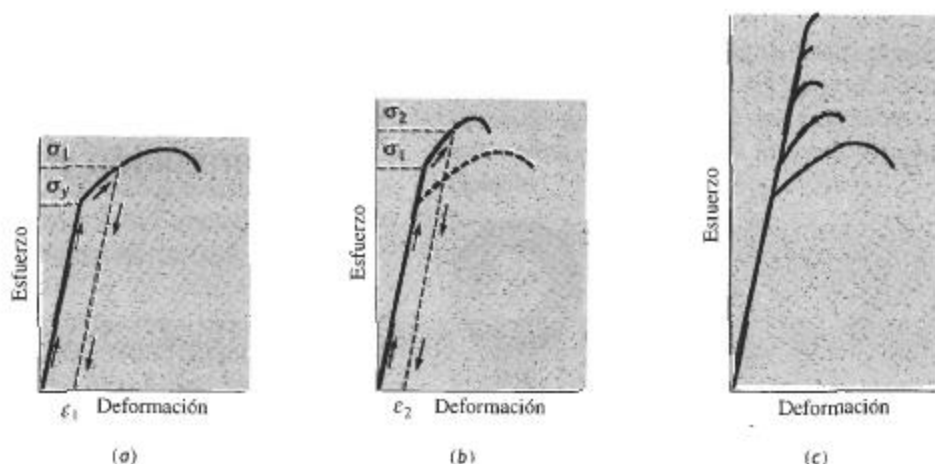 σ₁
σy
Esfuerzo
ε₁ Deformación
(a)
σ₂
σ₁
Esfuerzo
ε₂ Deformación
(b)
Esfuerzo
Deformación
(c)